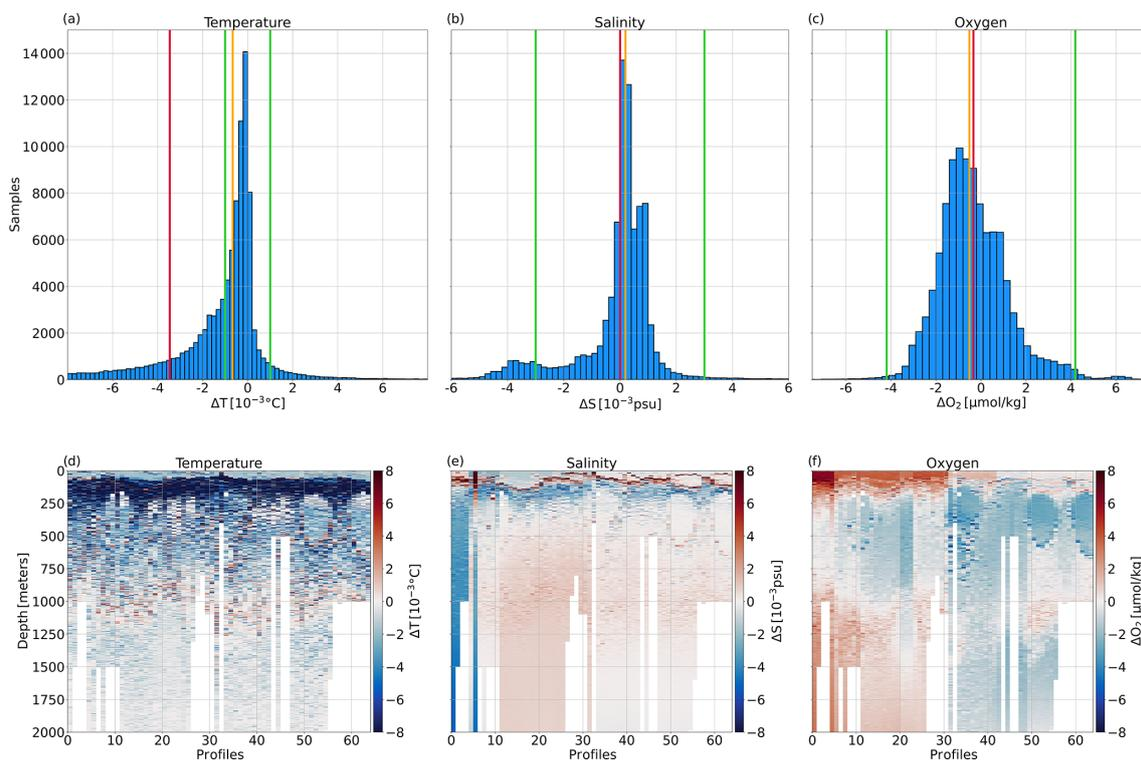 (a) Temperature
(b) Salinity
(c) Oxygen
Samples
14000
12000
10000
8000
6000
4000
2000
0
-6 -4 -2 0 2 4 6
-6 -4 -2 0 2 4 6
-6 -4 -2 0 2 4 6
ΔT [10⁻³°C]
ΔS [10⁻³psu]
ΔO₂ [μmol/kg]
(d) Temperature
(e) Salinity
(f) Oxygen
Depth [meters]
0
250
500
750
1000
1250
1500
1750
2000
0 10 20 30 40 50 60
Profiles
8
6
4
2
0
−2
−4
−6
−8
ΔT [10⁻³°C]
0 10 20 30 40 50 60
Profiles
8
6
4
2
0
−2
−4
−6
−8
ΔS [10⁻³psu]
0 10 20 30 40 50 60
Profiles
8
6
4
2
0
−2
−4
−6
−8
ΔO₂ [μmol/kg]